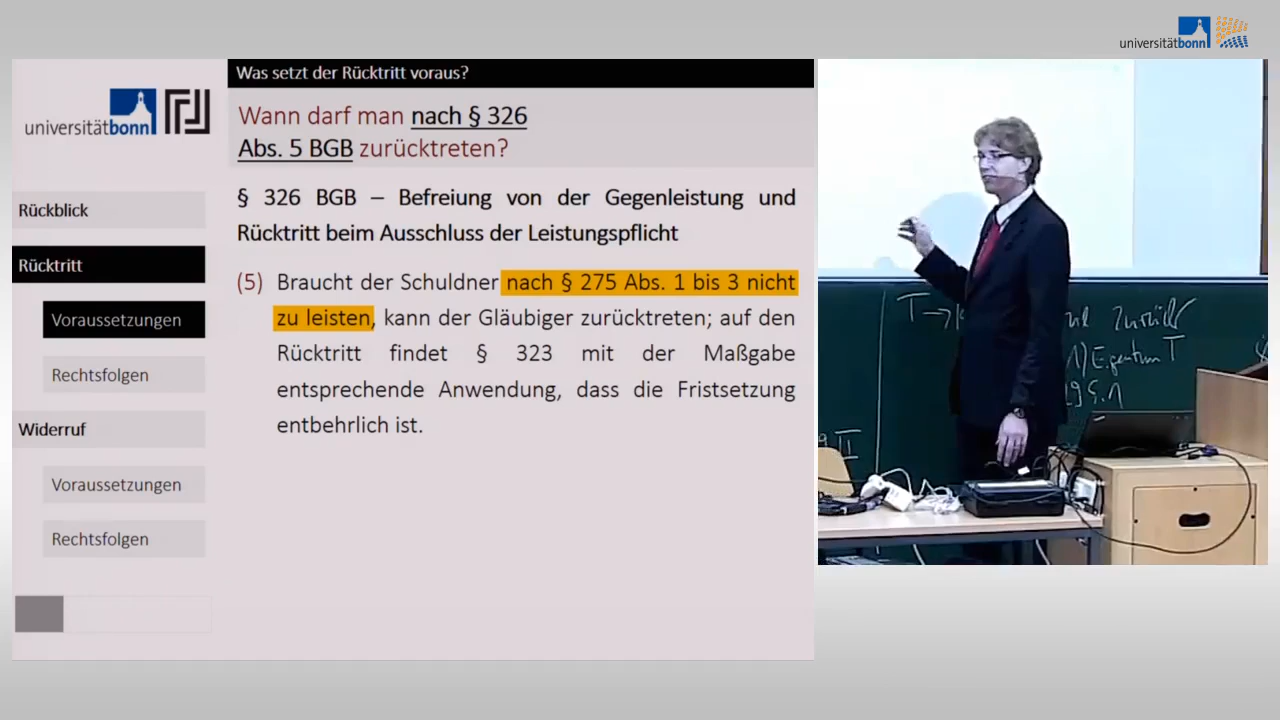 universitätbonn
universitätbonn
Was setzt der Rücktritt voraus?
Wann darf man nach § 326
Abs. 5 BGB zurücktreten?
§ 326 BGB – Befreiung von der Gegenleistung und
Rücktritt beim Ausschluss der Leistungspflicht
(5) Braucht der Schuldner nach § 275 Abs. 1 bis 3 nicht
zu leisten, kann der Gläubiger zurücktreten; auf den
Rücktritt findet § 323 mit der Maßgabe
entsprechende Anwendung, dass die Fristsetzung
entbehrlich ist.
Rückblick
Rücktritt
Voraussetzungen
Rechtsfolgen
Widerruf
Voraussetzungen
Rechtsfolgen
T →
Zurück
1) Eigentum T